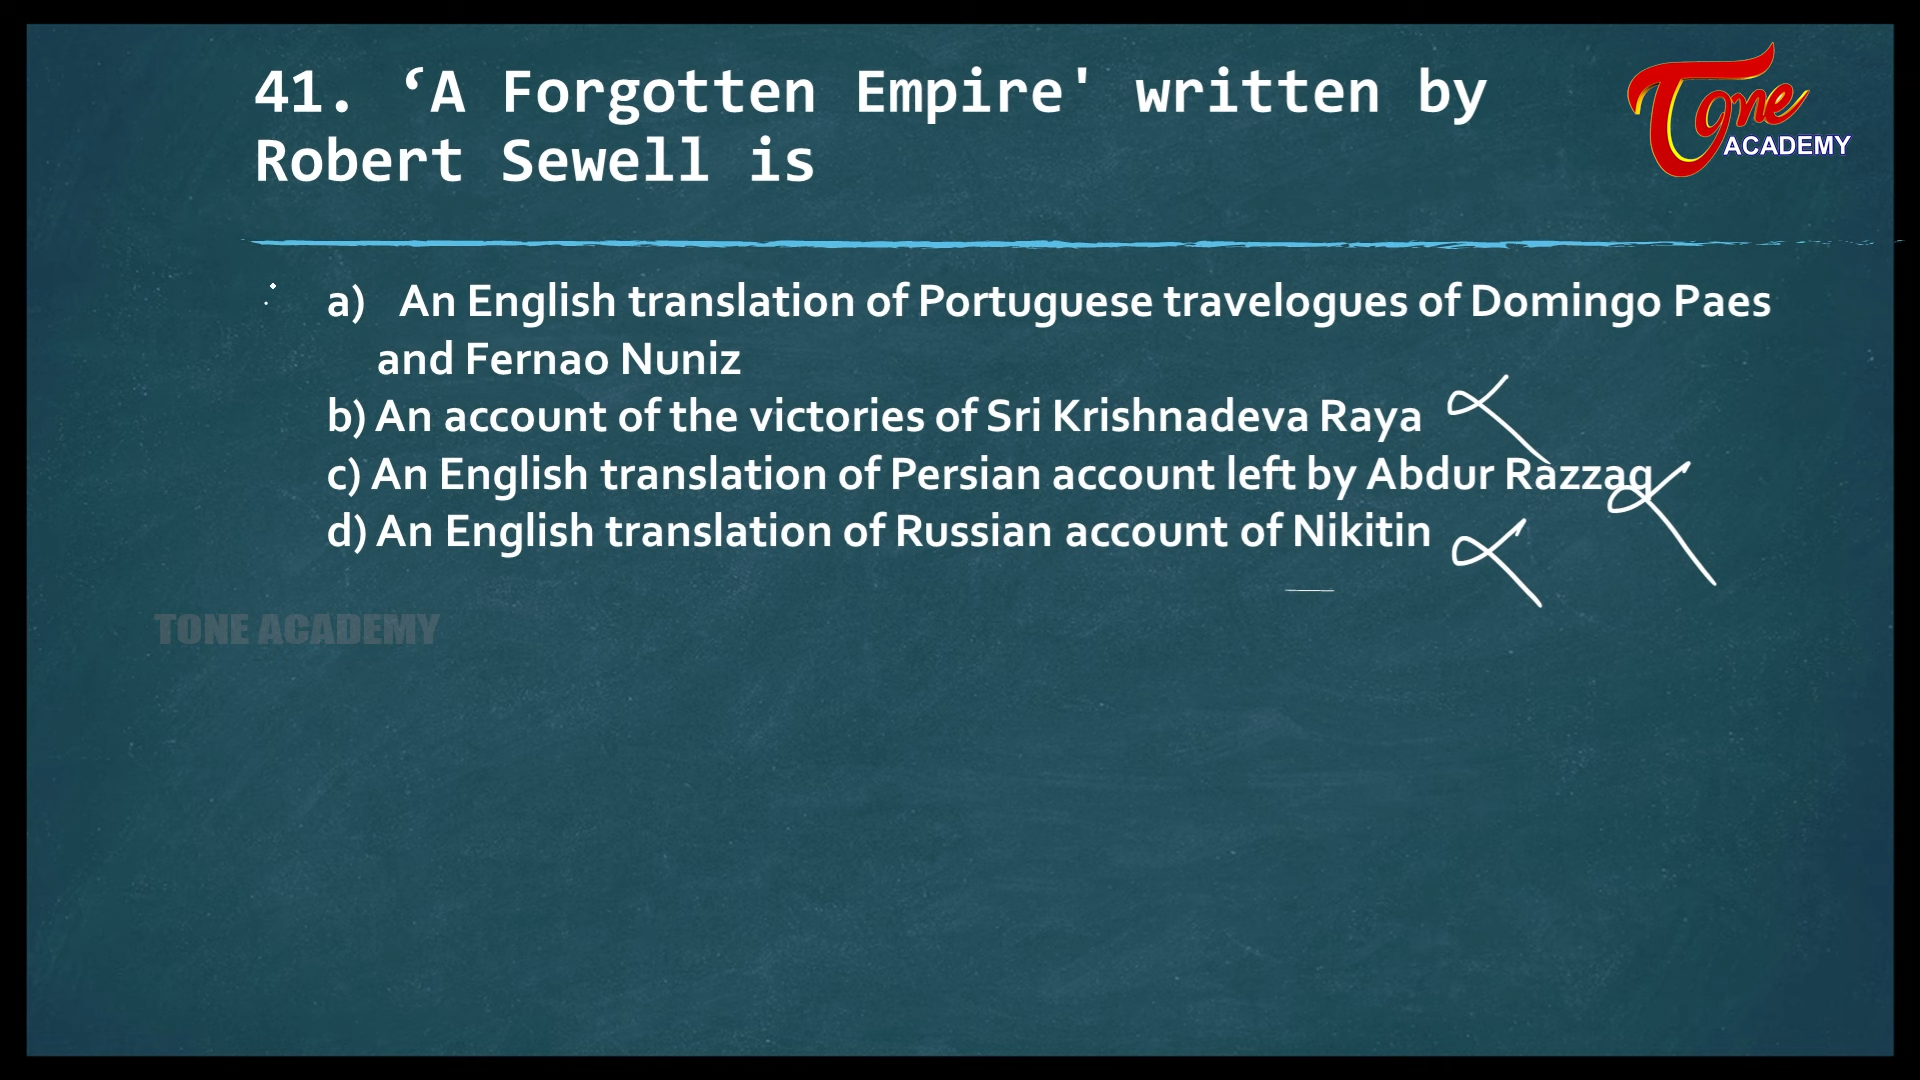 41. ‘A Forgotten Empire' written by
Robert Sewell is
Tone
ACADEMY
a) An English translation of Portuguese travelogues of Domingo Paes
and Fernao Nuniz
b) An account of the victories of Sri Krishnadeva Raya
c) An English translation of Persian account left by Abdur Razzaq
d) An English translation of Russian account of Nikitin
TONE ACADEMY